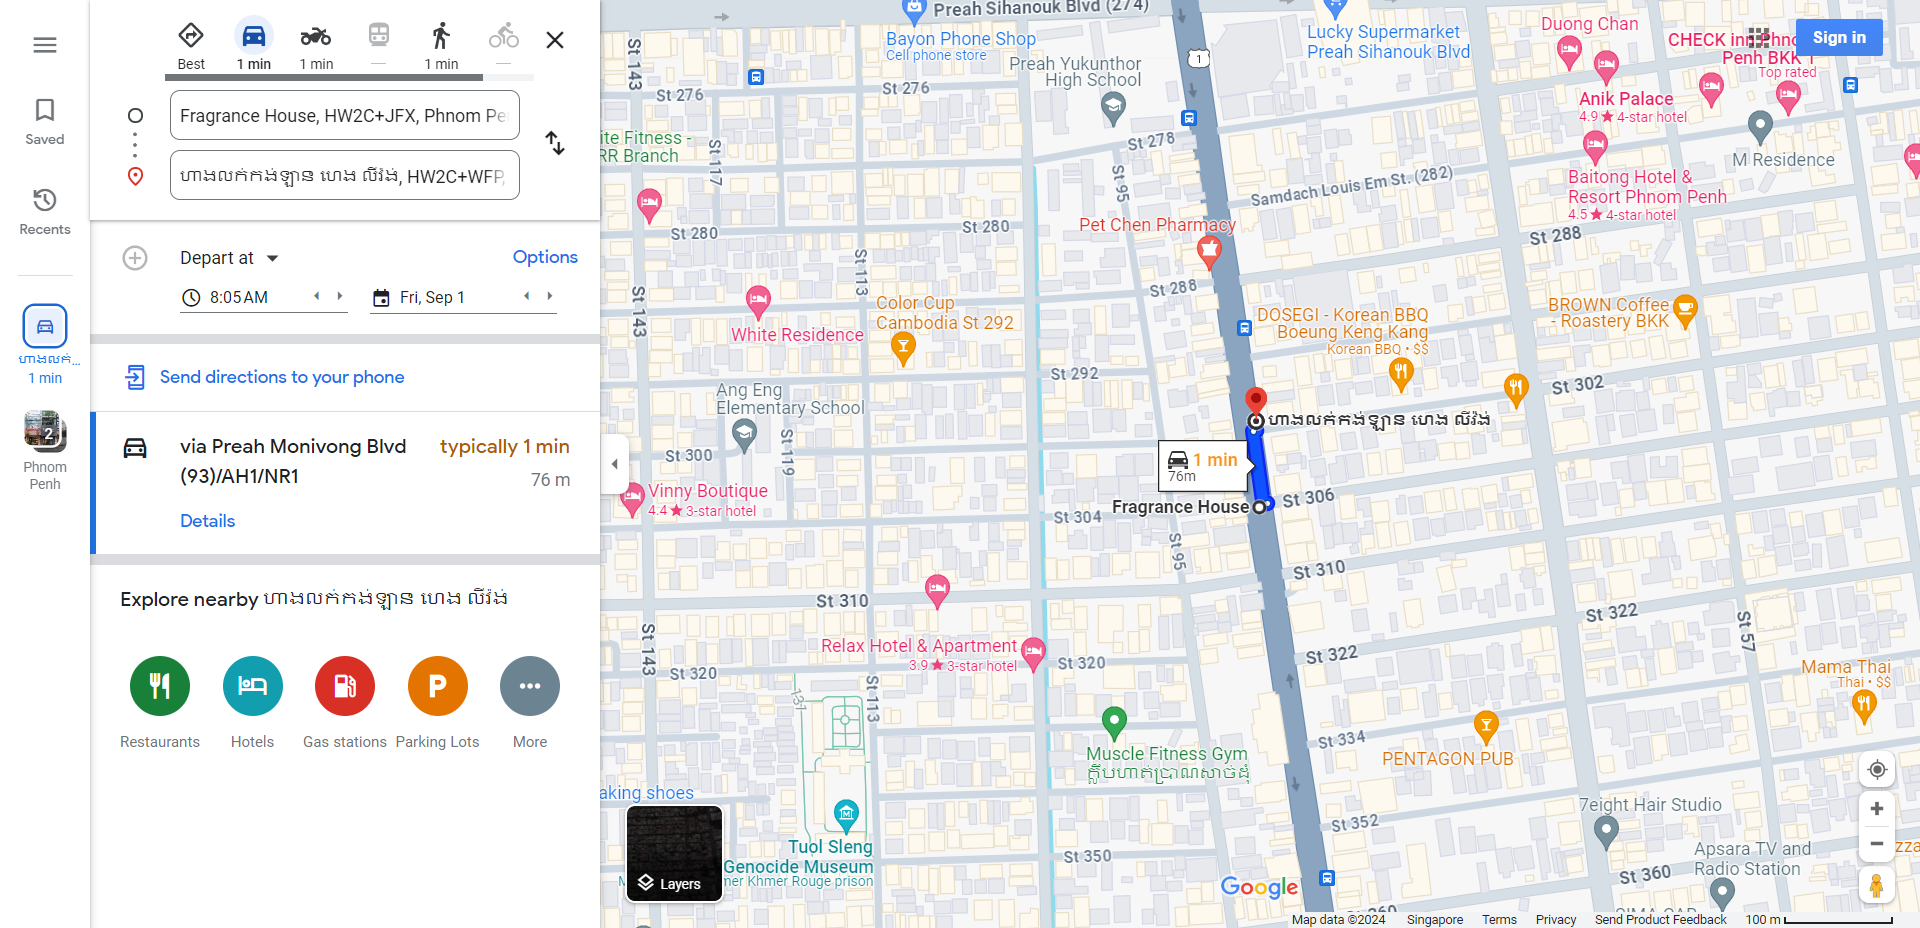 Best
1 min
1 min
—
1 min
—
Saved
Recents
ហាងលក់...
1 min
2
Phnom
Penh
Fragrance House, HW2C+JFX, Phnom Pe
ហាងលក់កង់ឡាន ហេង លីវ៉ង់, HW2C+WFP,
Depart at
Options
8:05 AM
Fri, Sep 1
Send directions to your phone
via Preah Monivong Blvd
(93)/AH1/NR1
typically 1 min
76 m
Details
Explore nearby ហាងលក់កង់ឡាន ហេង លីវ៉ង់
Restaurants
Hotels
Gas stations
P
Parking Lots
More
Preah Sihanouk Blvd (274)
Bayon Phone Shop
Cell phone store
Preah Yukunthor
High School
1
Lucky Supermarket
Preah Sihanouk Blvd
Duong Chan
CHECK inn Phno
Penh BKK 1
Top rated
Sign in
Anik Palace
4.9 ★ 4-star hotel
M Residence
Baitong Hotel &
Resort Phnom Penh
4.5 ★ 4-star hotel
St 143
St 276
St 276
ite Fitness -
RR Branch
St 117
St 278
St 95
Samdach Louis Em St. (282)
Pet Chen Pharmacy
St 280
St 280
St 288
St 113
St 288
St 143
White Residence
Color Cup
Cambodia St 292
DOSEGI - Korean BBQ
Boeung Keng Kang
Korean BBQ · $$
BROWN Coffee
- Roastery BKK
St 292
St 302
Ang Eng
Elementary School
ហាងលក់កង់ឡាន ហេង លីវ៉ង់
St 300
St 119
1 min
76m
Vinny Boutique
4.4 ★ 3-star hotel
Fragrance House
St 306
St 304
St 95
St 310
St 310
St 322
St 57
St 143
Relax Hotel & Apartment
3.9 ★ 3-star hotel
St 320
St 320
St 322
Mama Thai
Thai · $$
St 113
131
St 334
PENTAGON PUB
Muscle Fitness Gym
ក្លឹបហាត់ប្រាណសាច់ដុំ
aking shoes
7eight Hair Studio
Tuol Sleng
Genocide Museum
mer Khmer Rouge prison
St 352
St 350
Apsara TV and
Radio Station
St 360
zza
Layers
Google
Map data ©2024
Singapore
Terms
Privacy
Send Product Feedback
100 m